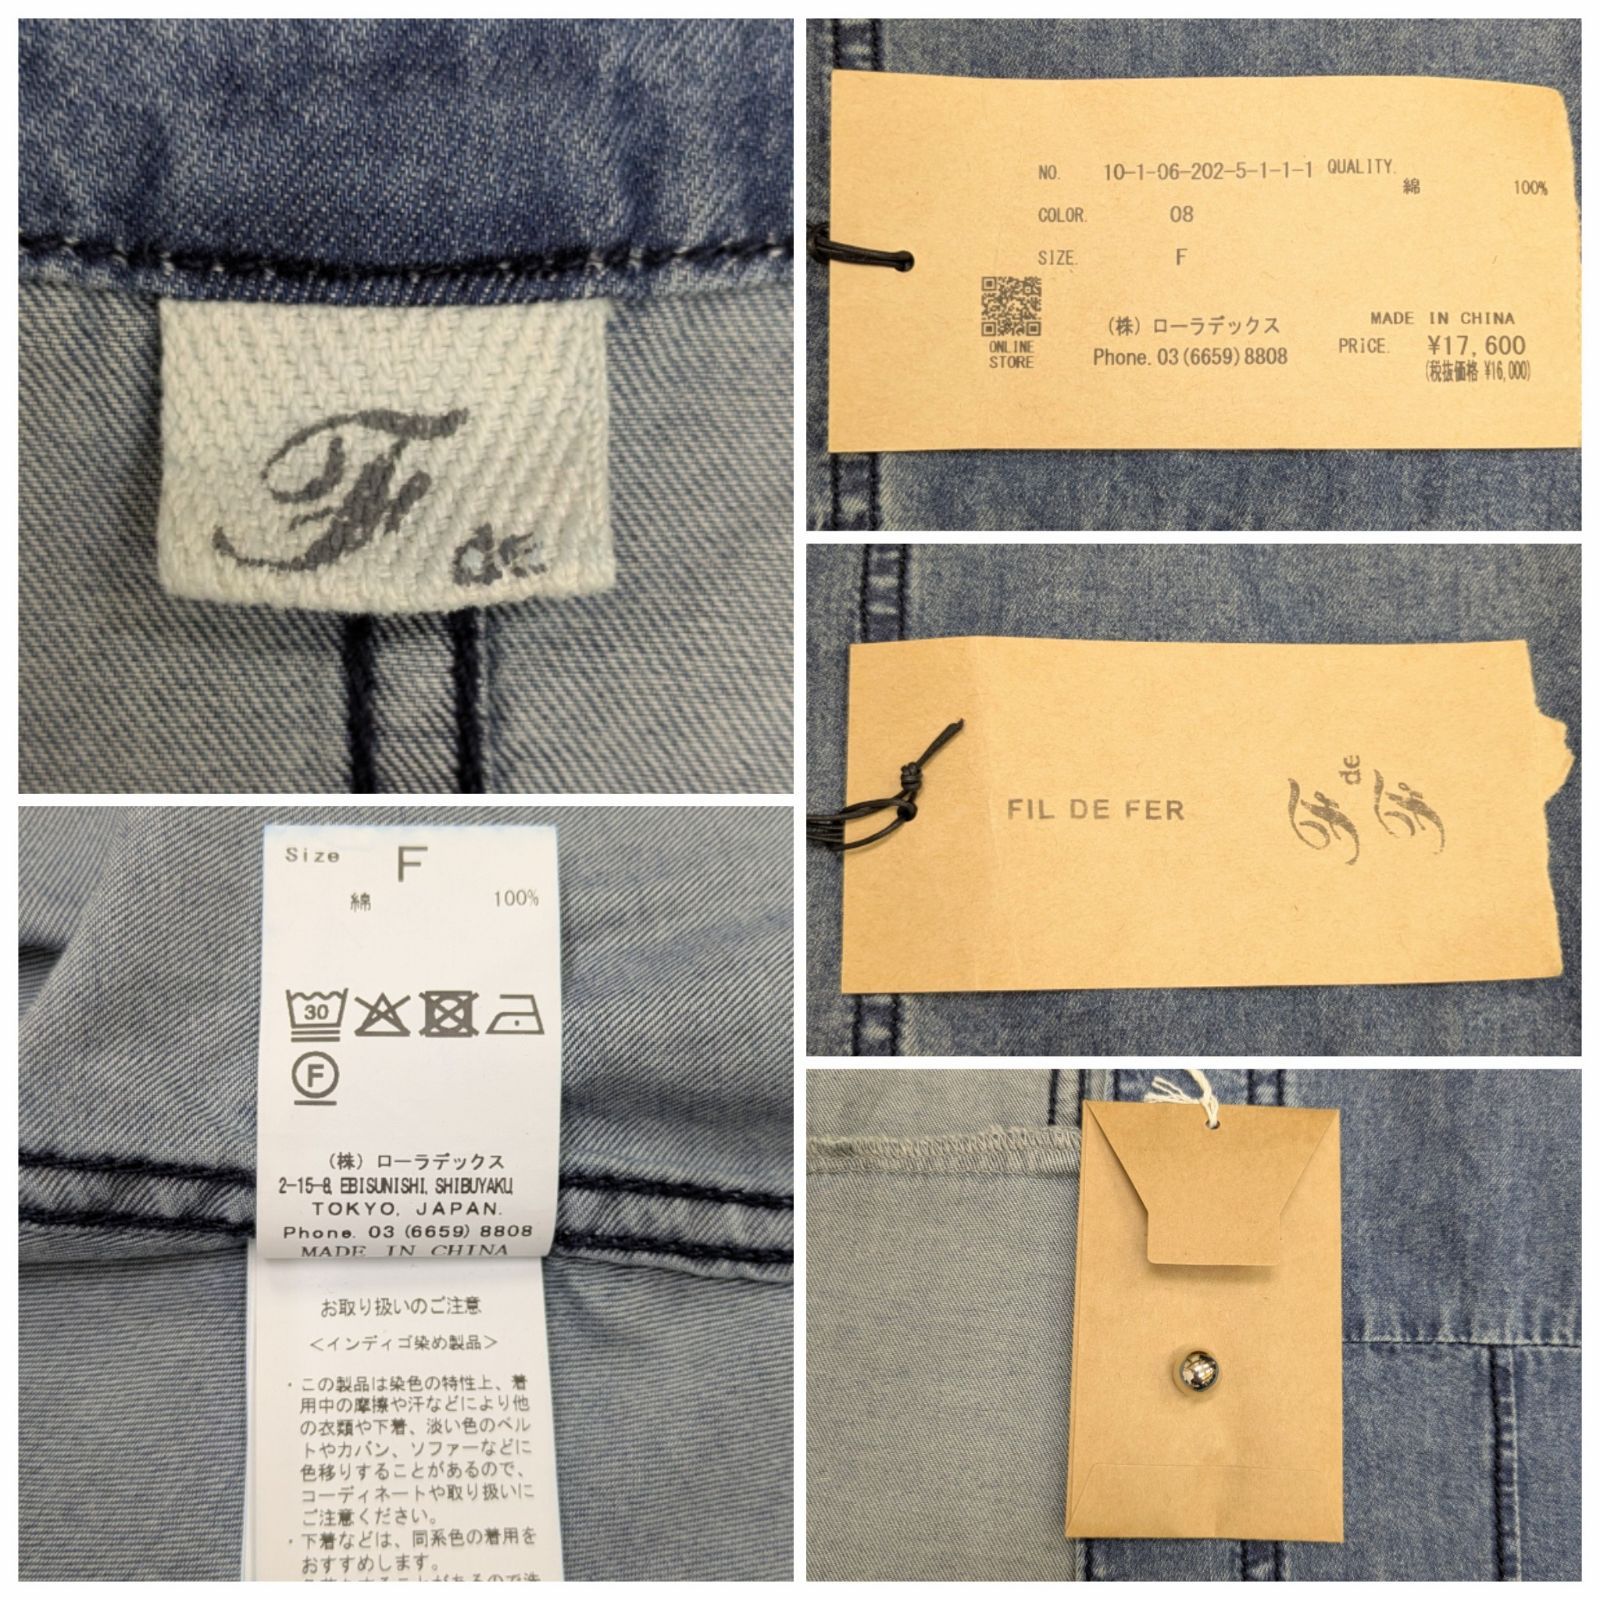 F de
NO. 10-1-06-202-5-1-1-1 QUALITY.
綿 100%
COLOR. 08
SIZE. F
ONLINE
STORE
(株) ローラデックス
Phone. 03(6659)8808
MADE IN CHINA
PRiCE. ¥17,600
(税抜価格 ¥16,000)
FIL DE FER
F de F
Size F
綿 100%
30
F
(株) ローラデックス
2-15-8, EBISUNISHI, SHIBUYAKU,
TOKYO, JAPAN.
Phone. 03(6659)8808
MADE IN CHINA
お取り扱いのご注意
<インディゴ染め製品>
・この製品は染色の特性上、着
用中の摩擦や汗などにより他
の衣類や下着、淡い色のベル
トやカバン、ソファーなどに
色移りすることがあるので、
コーディネートや取り扱いに
ご注意ください。
・下着などは、同系色の着用を
おすすめします。